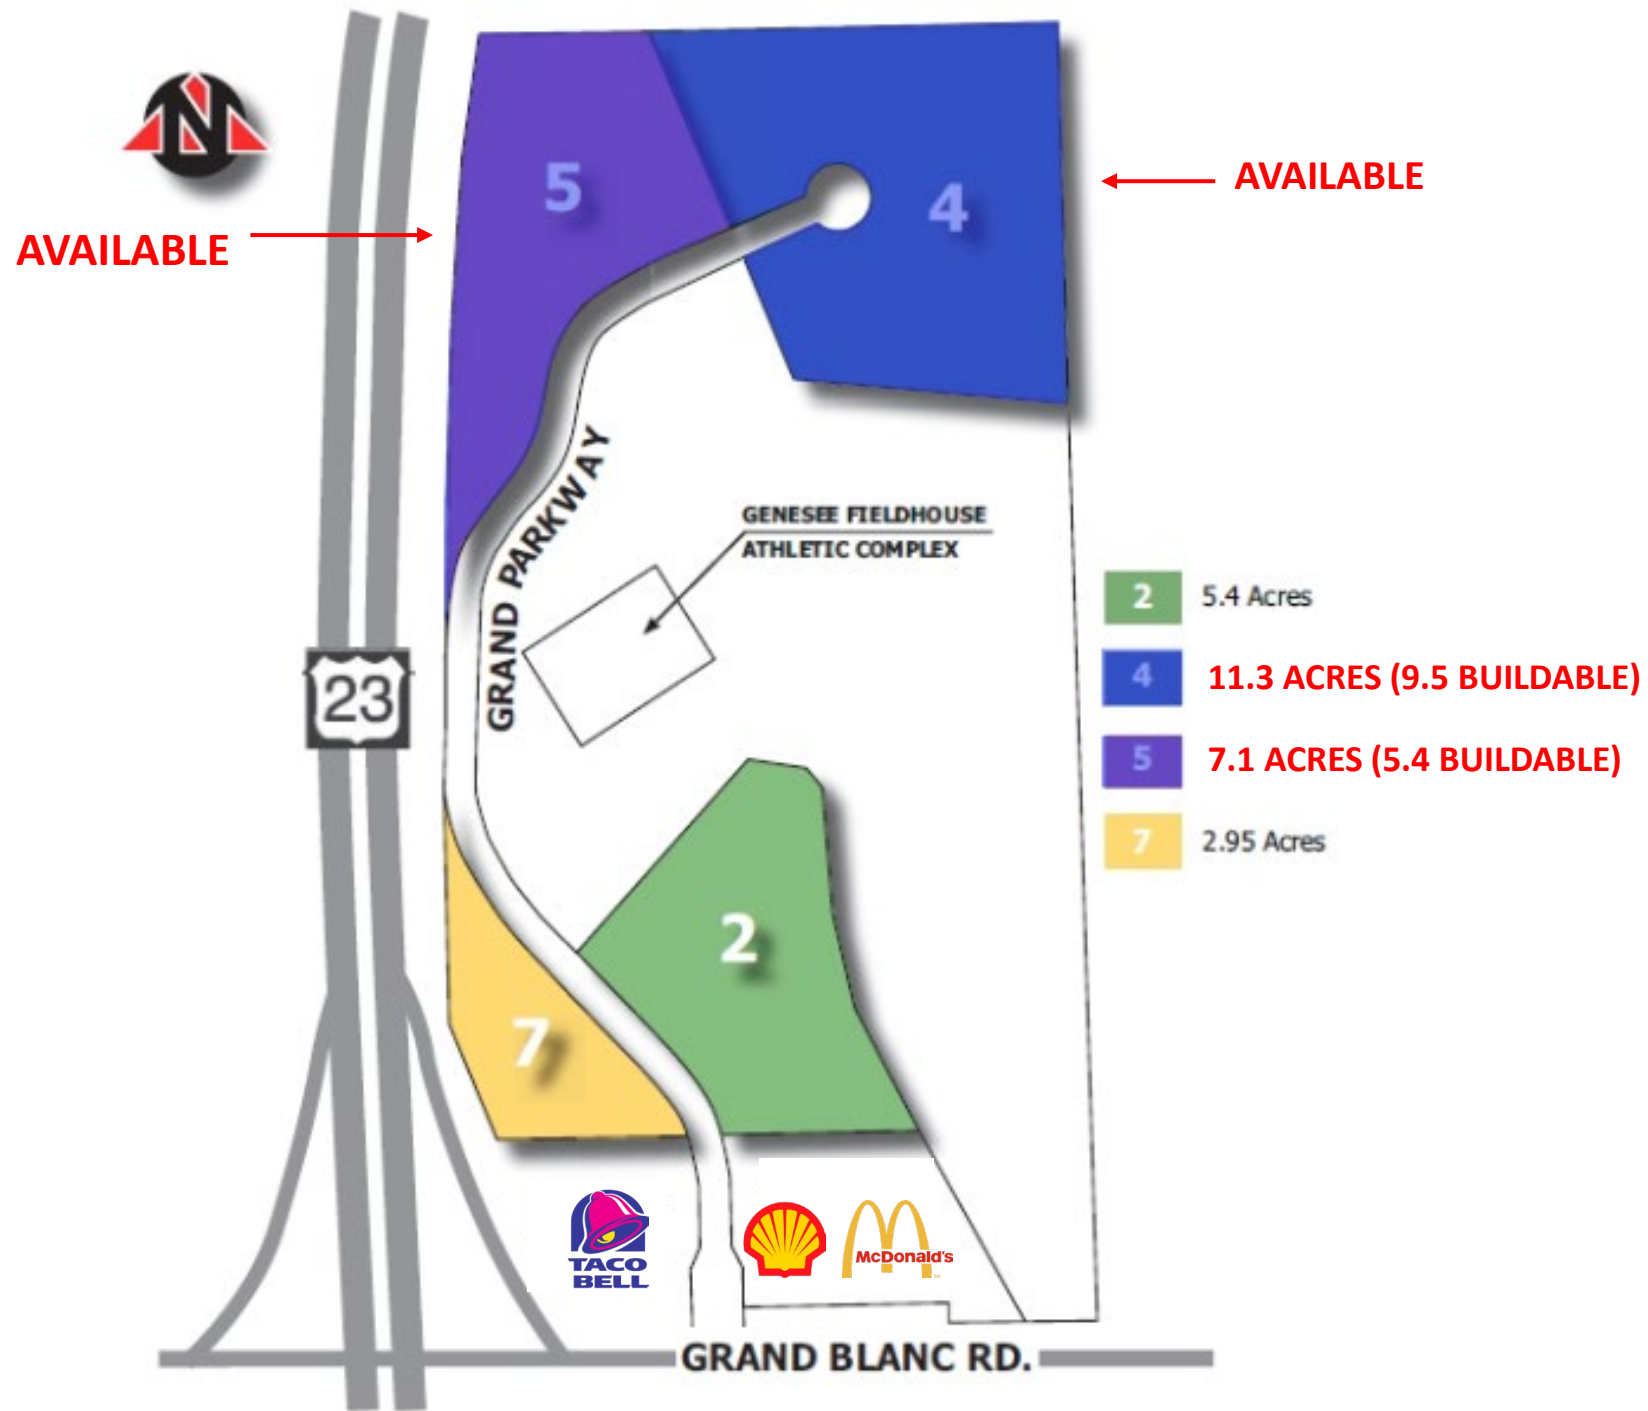 N
5
4
AVAILABLE
AVAILABLE
GRAND PARKWAY
GENESEE FIELDHOUSE
ATHLETIC COMPLEX
2 5.4 Acres
4 11.3 ACRES (9.5 BUILDABLE)
5 7.1 ACRES (5.4 BUILDABLE)
7 2.95 Acres
23
2
7
TACO
BELL
McDonald's
GRAND BLANC RD.